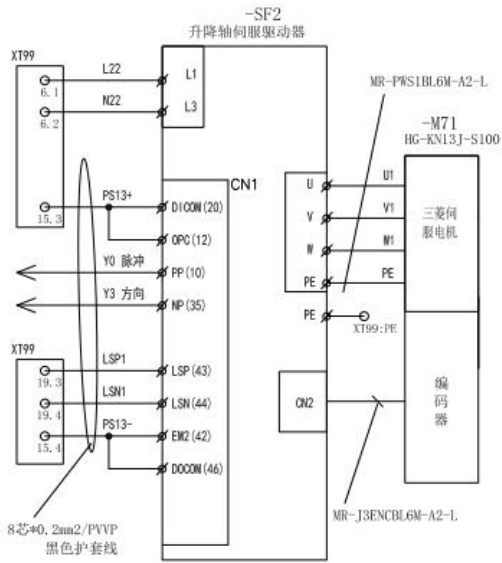 -SF2
升降轴伺服驱动器
XT99
L22
L1
6.1
N22
L3
6.2
MR-PWS1BL6M-A2-L
-M71
HG-KN13J-S100
CN1
U
U1
V
V1
W
W1
PE
PE
三菱伺
服电机
PS13+
15.3
DICOM(20)
OPC(12)
Y0 脉冲
PP(10)
Y3 方向
NP(35)
PE
XT99:PE
XT99
LSP1
19.3
LSP(43)
LSN1
19.4
LSN(44)
PS13-
15.4
EM2(42)
DOCOM(46)
CN2
编
码
器
8芯*0.2mm2/PVVP
黑色护套线
MR-J3ENCBL6M-A2-L